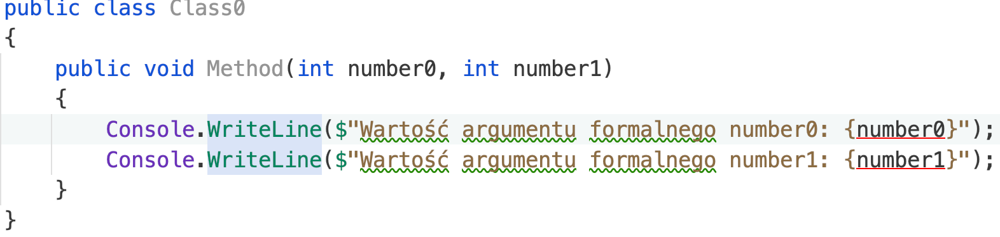 public class Class0
{
    public void Method(int number0, int number1)
    {
        Console.WriteLine($"Wartość argumentu formalnego number0: {number0}");
        Console.WriteLine($"Wartość argumentu formalnego number1: {number1}");
    }
}